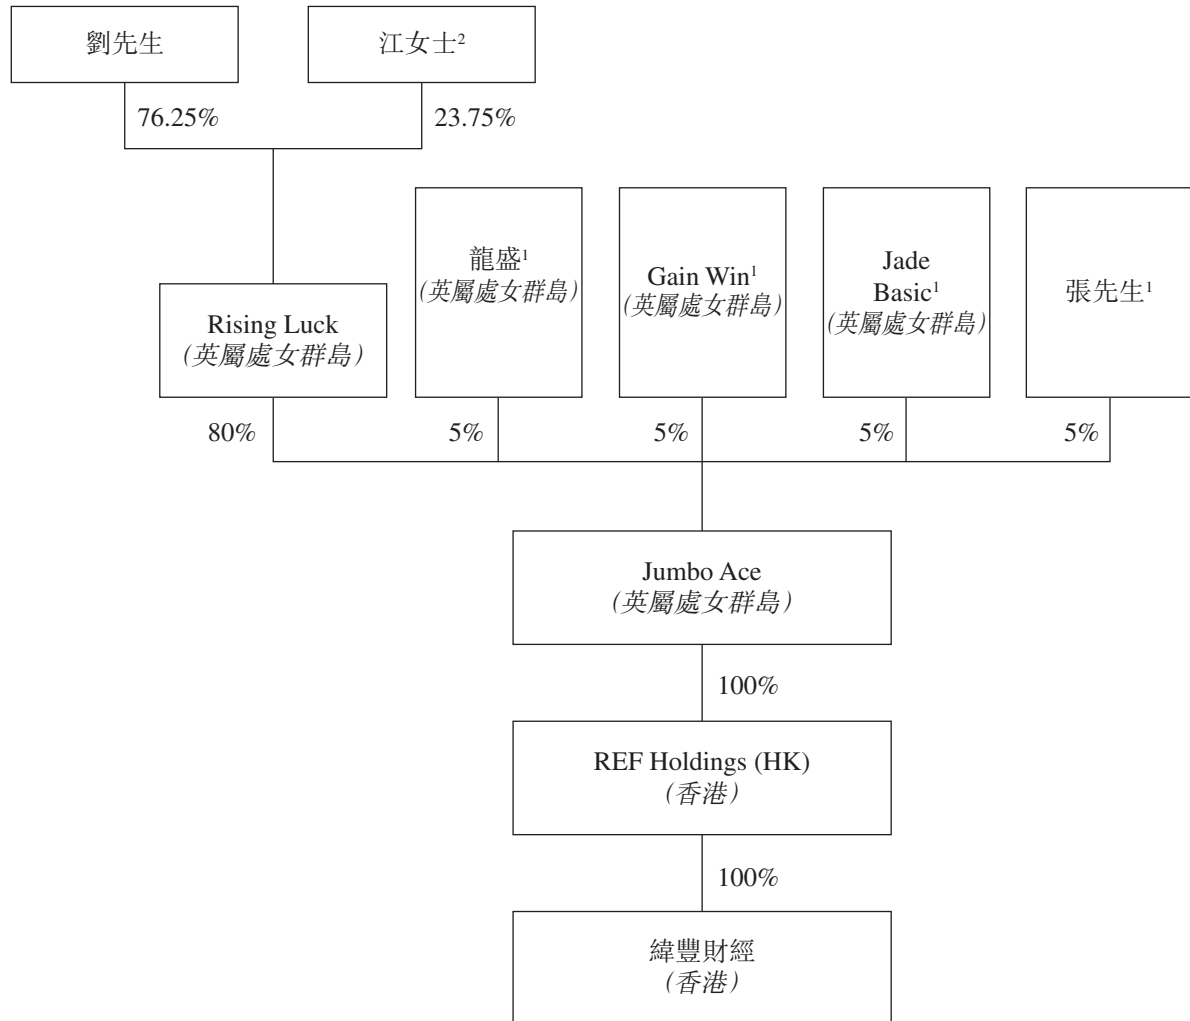 劉先生
江女士²
76.25%
23.75%
龍盛¹
(英屬處女群島)
Gain Win¹
(英屬處女群島)
Jade
Basic¹
(英屬處女群島)
張先生¹
Rising Luck
(英屬處女群島)
80%
5%
5%
5%
5%
Jumbo Ace
(英屬處女群島)
100%
REF Holdings (HK)
(香港)
100%
緯豐財經
(香港)